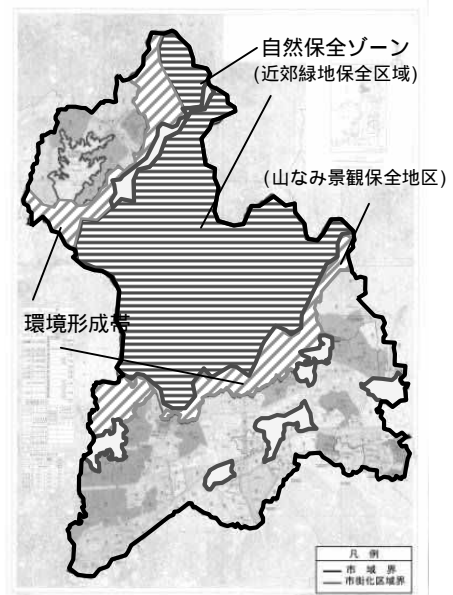 自然保全ゾーン
(近郊緑地保全区域)
(山なみ景観保全地区)
環境形成帯
凡 例
市 域 界
市街化区域界